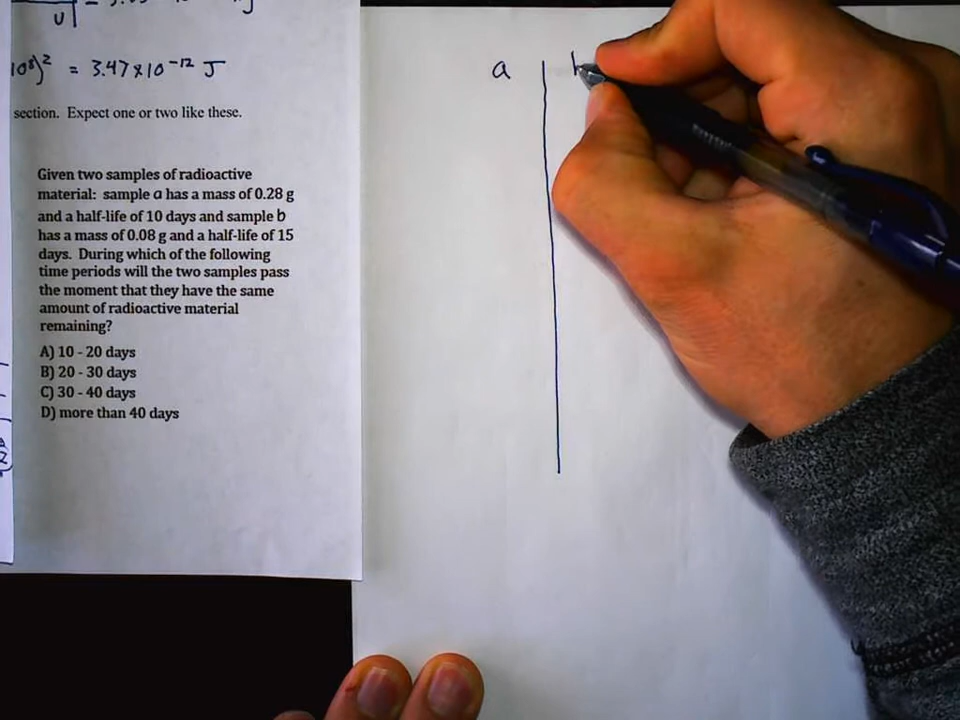 10⁸)² = 3.47 x 10⁻¹² J
section. Expect one or two like these.
Given two samples of radioactive
material: sample a has a mass of 0.28 g
and a half-life of 10 days and sample b
has a mass of 0.08 g and a half-life of 15
days. During which of the following
time periods will the two samples pass
the moment that they have the same
amount of radioactive material
remaining?
A) 10 - 20 days
B) 20 - 30 days
C) 30 - 40 days
D) more than 40 days
a